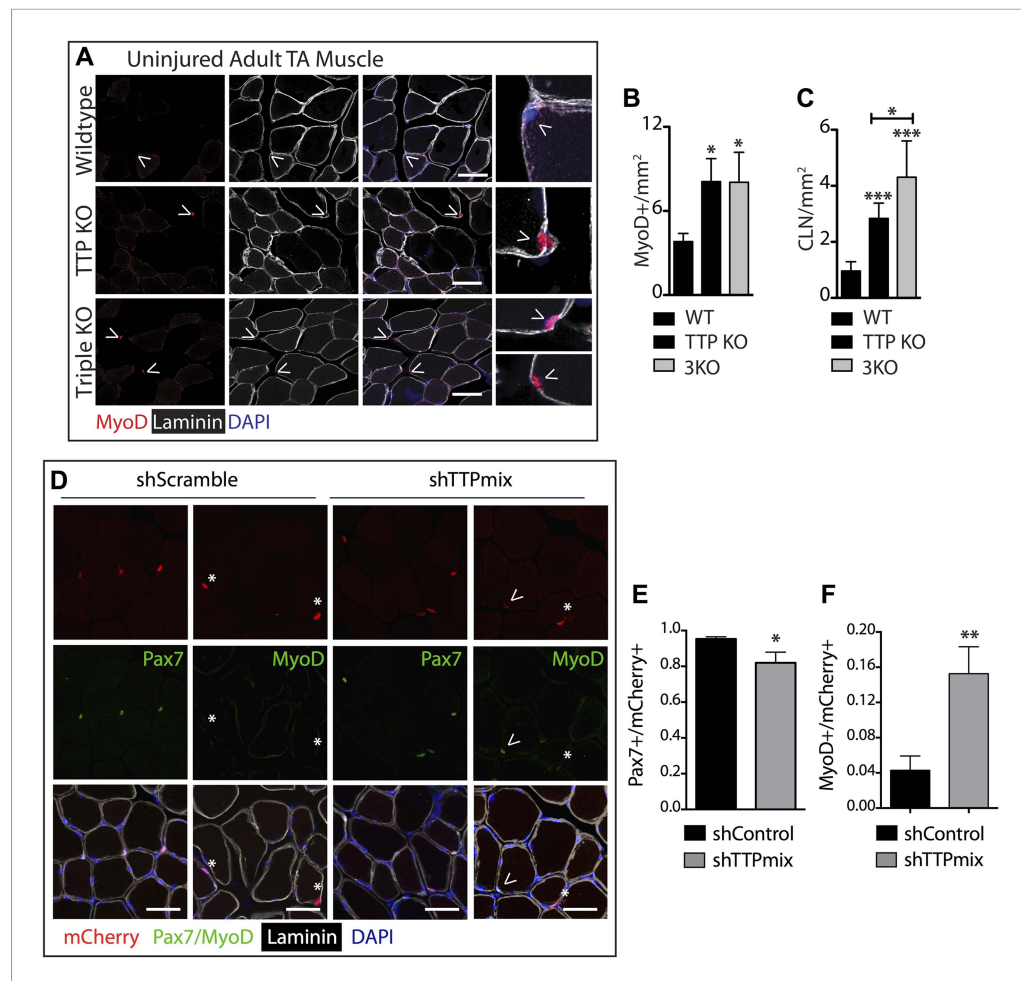 A Uninjured Adult TA Muscle
Wildtype
TTP KO
Triple KO
MyoD Laminin DAPI
B
MyoD+/mm²
12
6
0
*
*
WT
TTP KO
3KO
C
CLN/mm²
6
4
2
0
*
***
***
WT
TTP KO
3KO
D
shScramble shTTPmix
*
*
*
Pax7 MyoD Pax7 MyoD
*
*
*
*
*
*
mCherry Pax7/MyoD Laminin DAPI
E
Pax7+/mCherry+
1.0
0.8
0.6
0.4
0.2
0.0
*
shControl
shTTPmix
F
MyoD+/mCherry+
0.20
0.16
0.12
0.08
0.04
0.00
**
shControl
shTTPmix